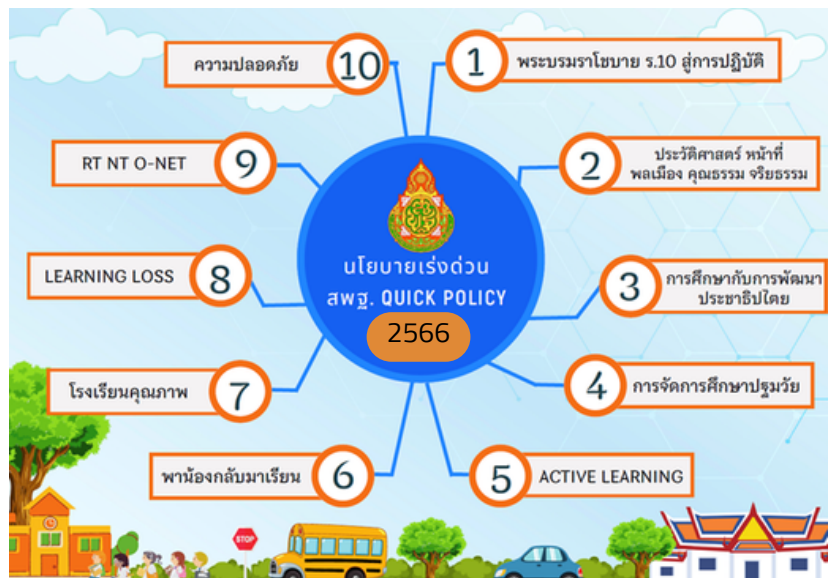 นโยบายเร่งด่วน
สพฐ. QUICK POLICY
2566
1
พระบรมราโชบาย ร.10 สู่การปฏิบัติ
2
ประวัติศาสตร์ หน้าที่
พลเมือง คุณธรรม จริยธรรม
3
การศึกษากับการพัฒนา
ประชาธิปไตย
4
การจัดการศึกษาปฐมวัย
5
ACTIVE LEARNING
6
พาน้องกลับมาเรียน
7
โรงเรียนคุณภาพ
8
LEARNING LOSS
9
RT NT O-NET
10
ความปลอดภัย
STOP